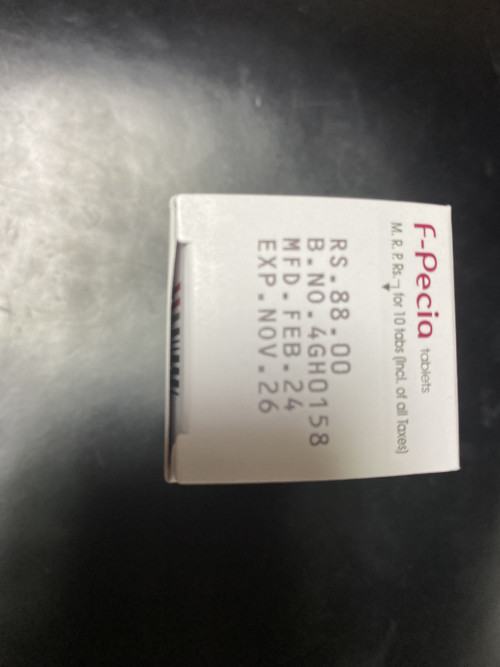 F-Pecia tablets
M. R. P. Rs. for 10 tabs (Incl. of all Taxes)
RS.88.00
B.NO.4GH0158
MFD.FEB.24
EXP.NOV.26